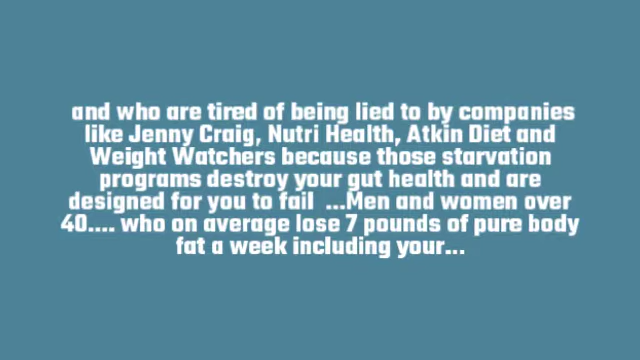 and who are tired of being lied to by companies
like Jenny Craig, Nutri Health, Atkin Diet and
Weight Watchers because those starvation
programs destroy your gut health and are
designed for you to fail  ...Men and women over
40.... who on average lose 7 pounds of pure body
fat a week including your...